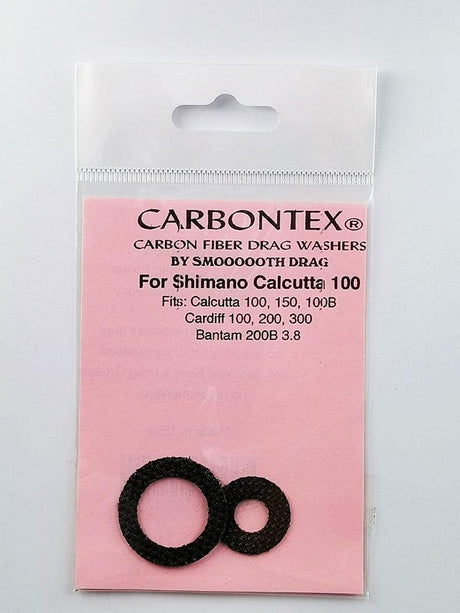 CARBONTEX®
CARBON FIBER DRAG WASHERS
BY SMOOOOOTH DRAG
For Shimano Calcutta 100
Fits: Calcutta 100, 150, 100B
Cardiff 100, 200, 300
Bantam 200B 3.8